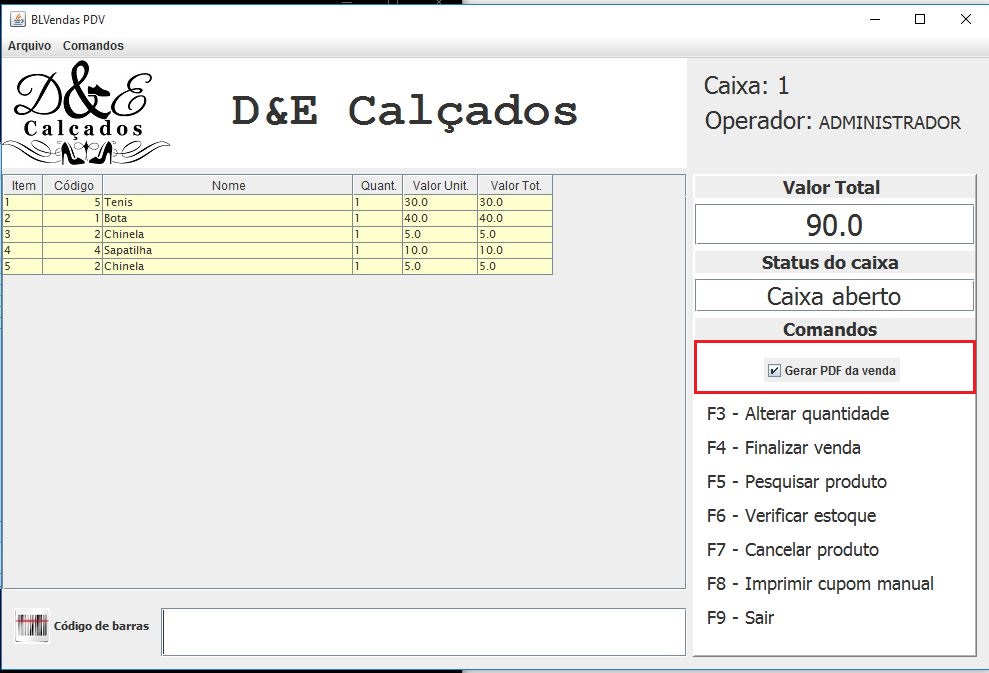 BLVendas PDV
Arquivo Comandos
D&E
Calçados
D&E Calçados
Caixa: 1
Operador: ADMINISTRADOR
Item Código Nome Quant. Valor Unit. Valor Tot.
1 5 Tenis 1 30.0 30.0
2 1 Bota 1 40.0 40.0
3 2 Chinela 1 5.0 5.0
4 4 Sapatilha 1 10.0 10.0
5 2 Chinela 1 5.0 5.0
Valor Total
90.0
Status do caixa
Caixa aberto
Comandos
Gerar PDF da venda
F3 - Alterar quantidade
F4 - Finalizar venda
F5 - Pesquisar produto
F6 - Verificar estoque
F7 - Cancelar produto
F8 - Imprimir cupom manual
F9 - Sair
Código de barras